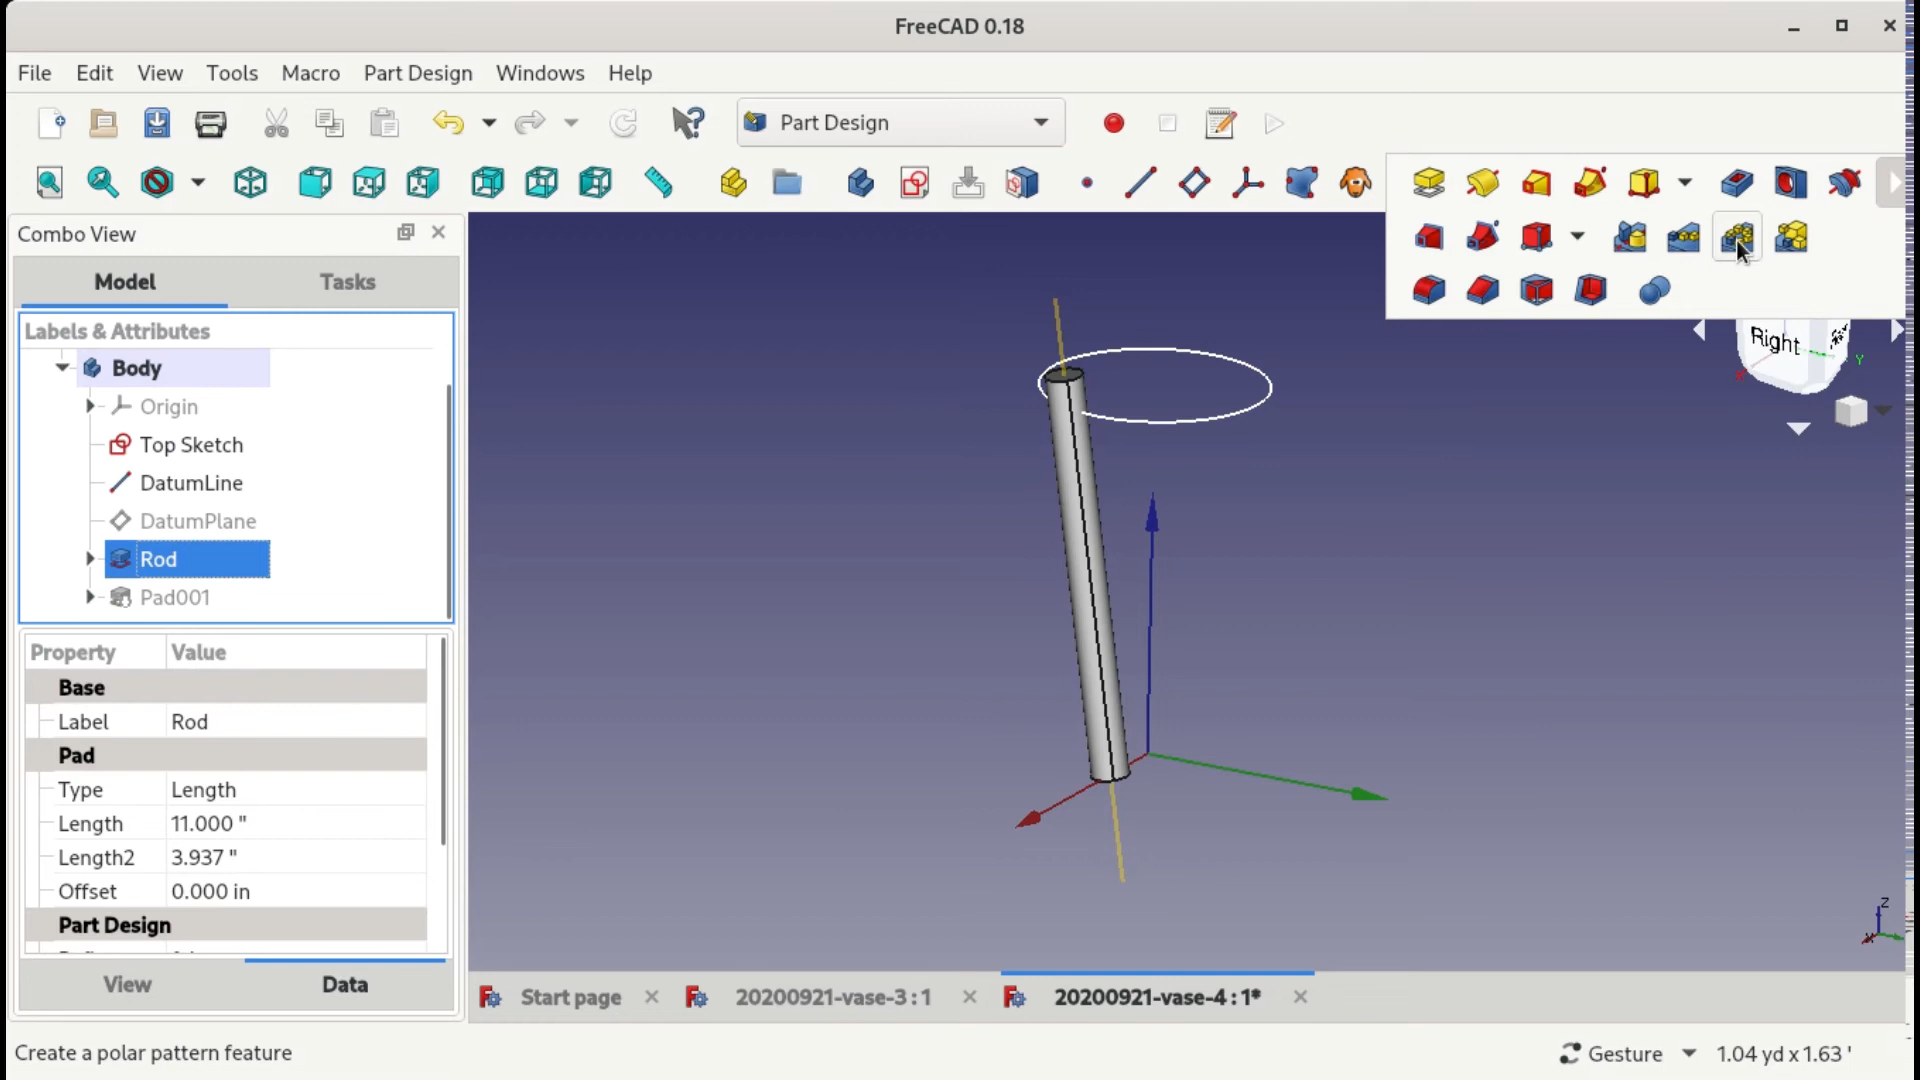 FreeCAD 0.18
File Edit View Tools Macro Part Design Windows Help
Part Design
Combo View
Model Tasks
Labels & Attributes
Body
Origin
Top Sketch
DatumLine
DatumPlane
Rod
Pad001
Property Value
Base
Label Rod
Pad
Type Length
Length 11.000 "
Length2 3.937 "
Offset 0.000 in
Part Design
View Data
Right
Y
X
Z
X
Start page
20200921-vase-3 : 1
20200921-vase-4 : 1*
Create a polar pattern feature
Gesture
1.04 yd x 1.63 '